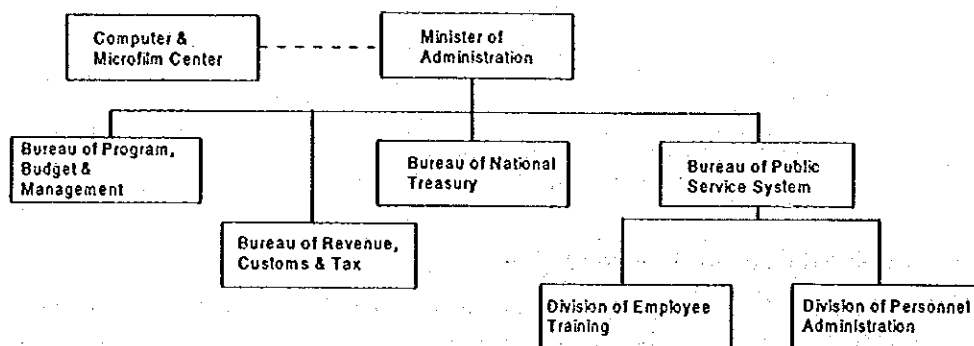 Computer &
Microfilm Center
Minister of
Administration
Bureau of Program,
Budget &
Management
Bureau of National
Treasury
Bureau of Public
Service System
Bureau of Revenue,
Customs & Tax
Division of Employee
Training
Division of Personnel
Administration